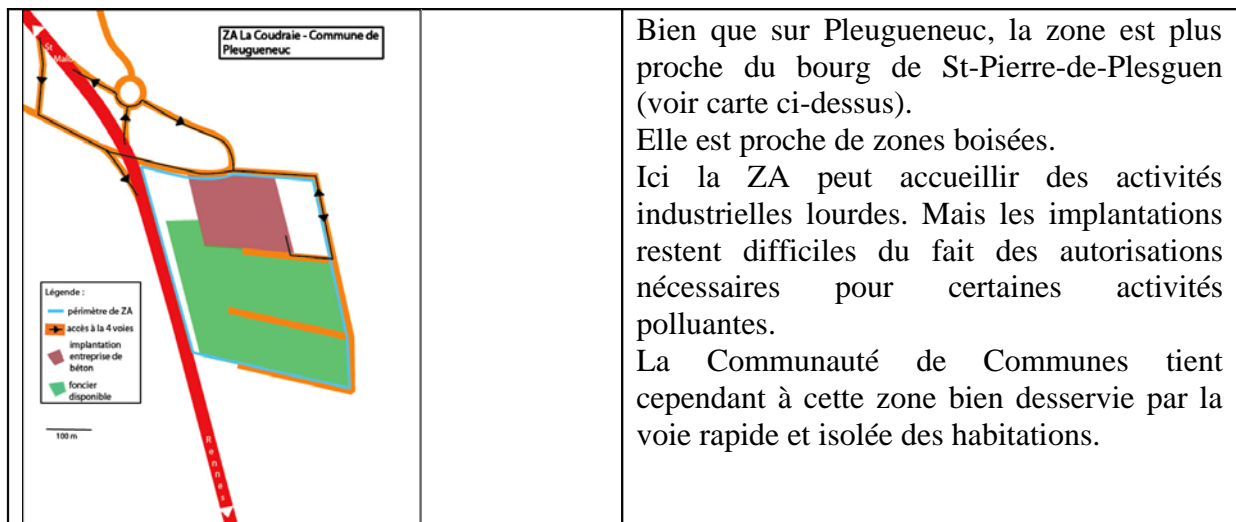 ZA La Coudraie - Commune de
Pleugueneuc
St
Malo
Légende :
périmètre de ZA
accès à la 4 voies
implantation
entreprise de
béton
foncier
disponible
100 m
Rennes
Bien que sur Pleugueneuc, la zone est plus
proche du bourg de St-Pierre-de-Plesguen
(voir carte ci-dessus).
Elle est proche de zones boisées.
Ici la ZA peut accueillir des activités
industrielles lourdes. Mais les implantations
restent difficiles du fait des autorisations
nécessaires pour certaines activités
polluantes.
La Communauté de Communes tient
cependant à cette zone bien desservie par la
voie rapide et isolée des habitations.